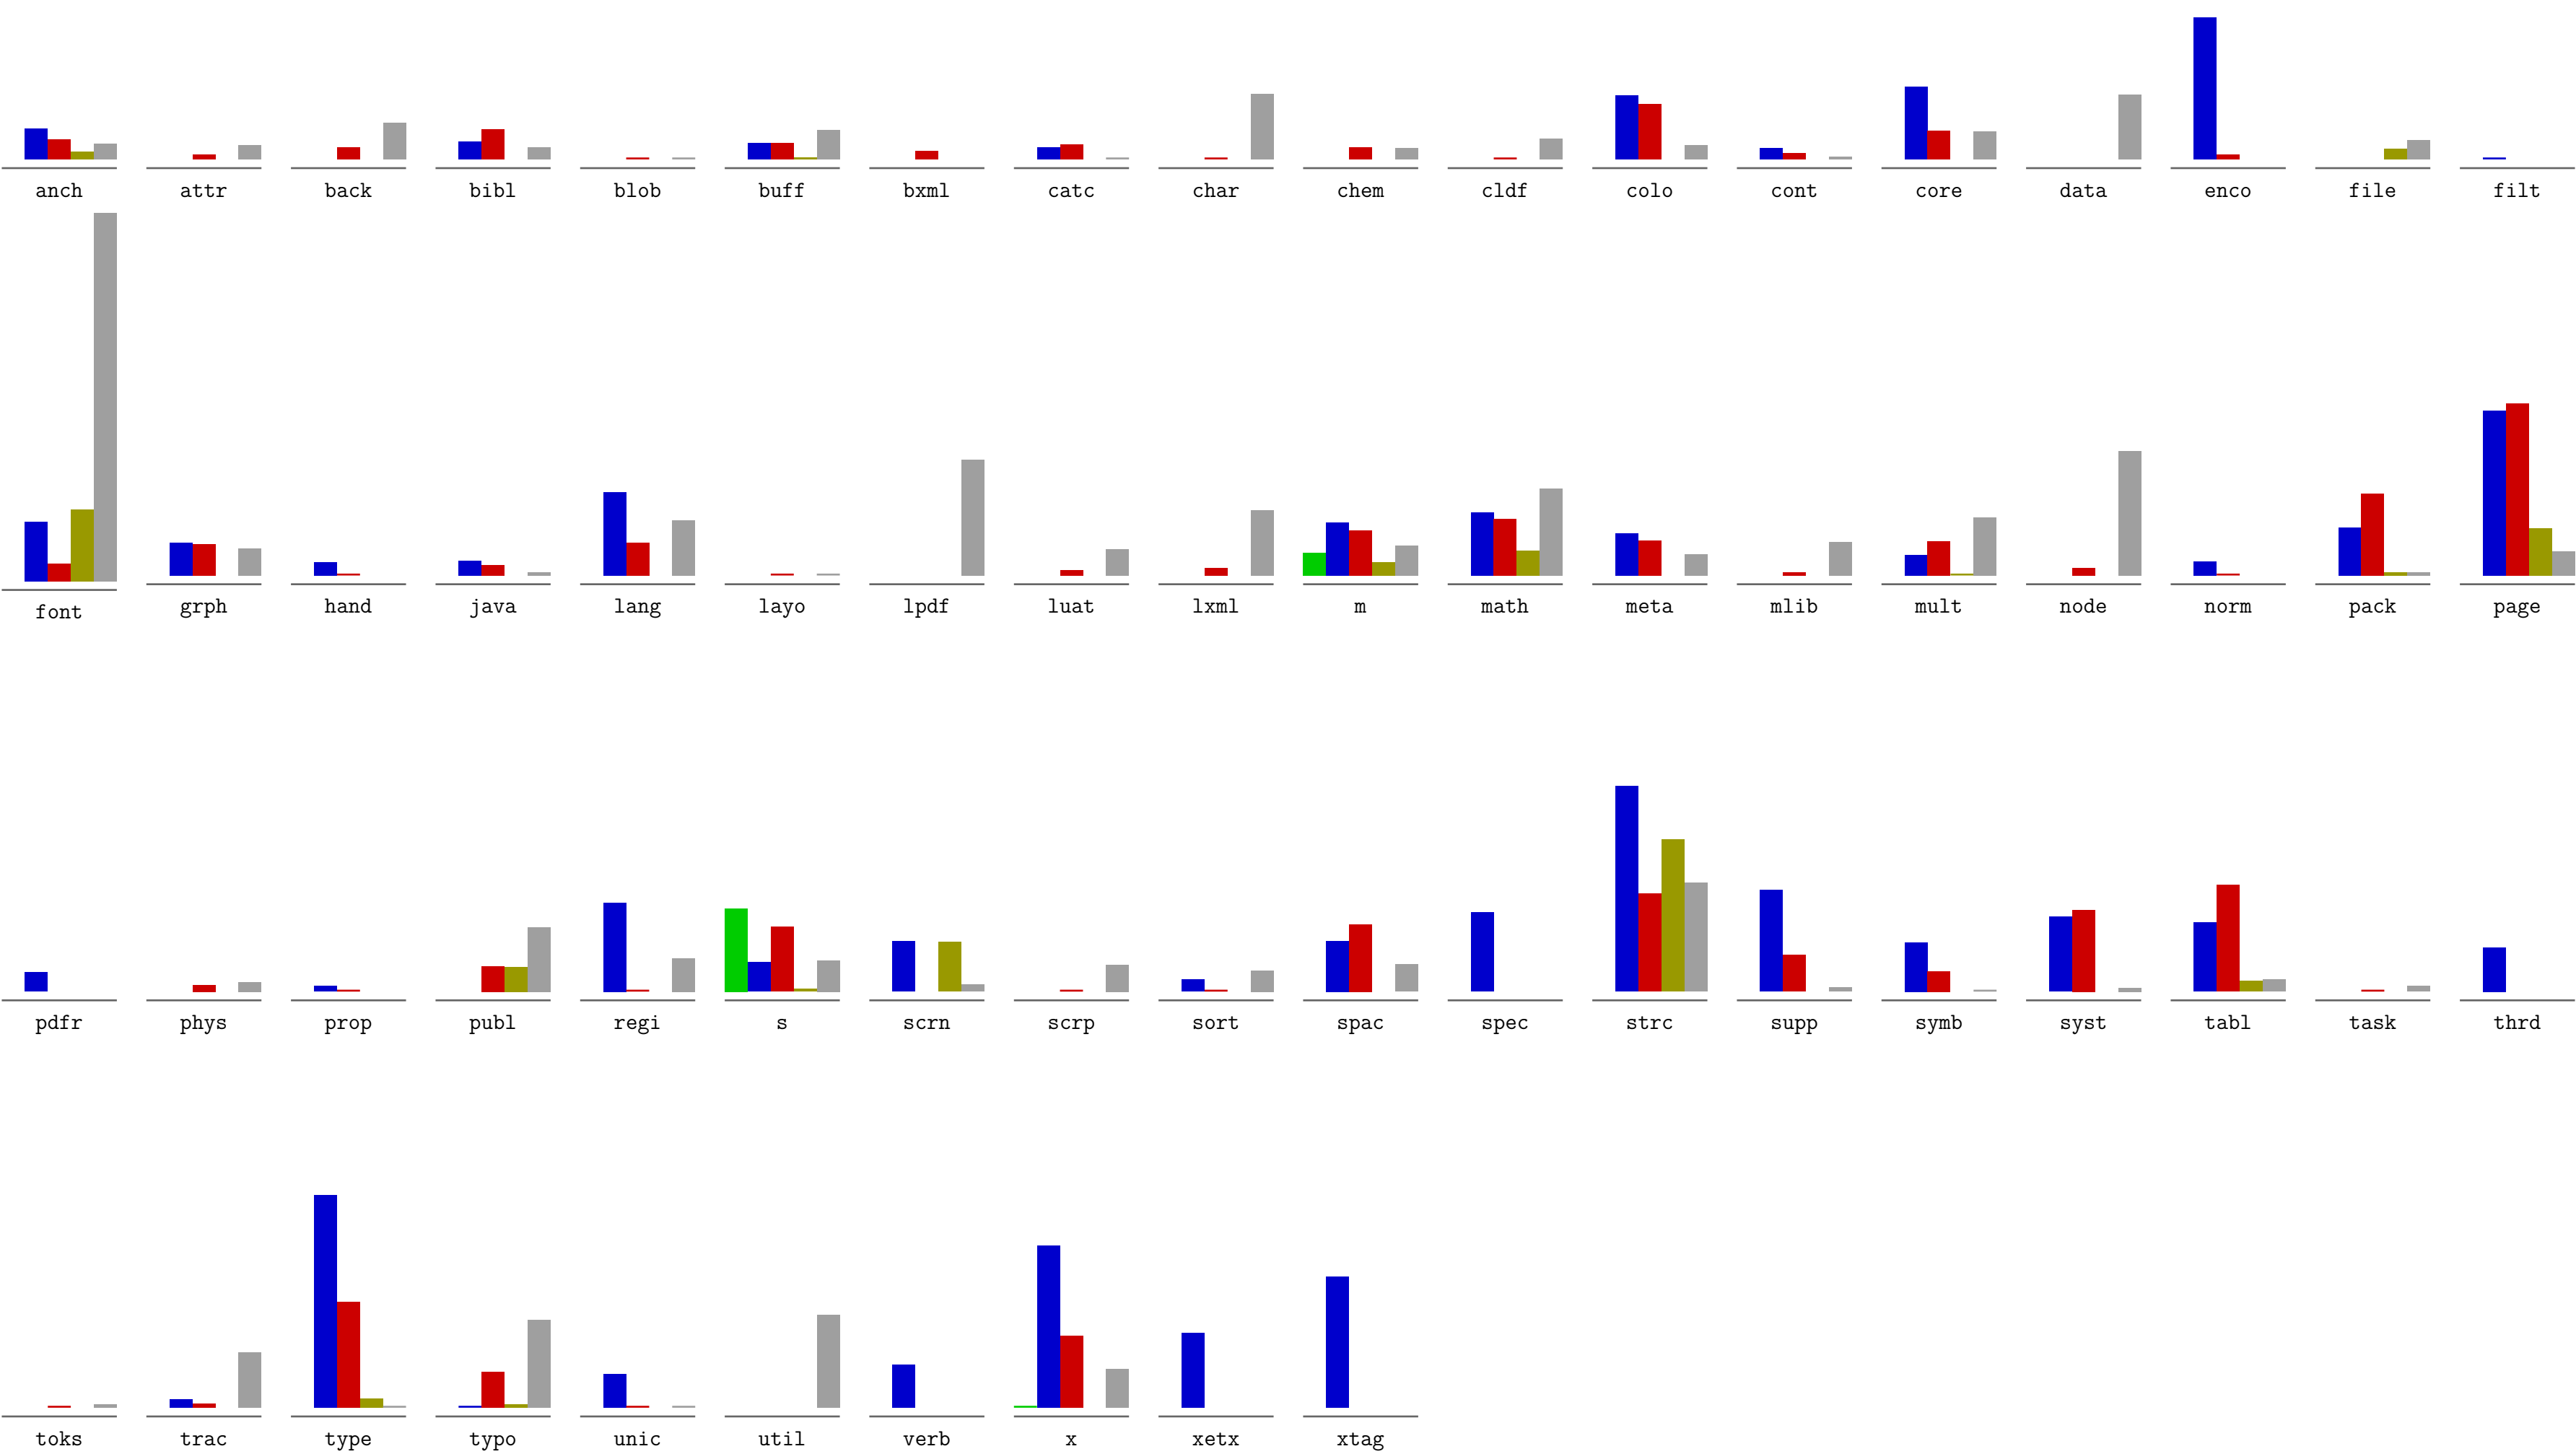 anch attr back bibl blob buff bxml catc char chem cldf colo cont core data enco file filt
font grph hand java lang layo lpdf luat lxml m math meta mlib mult node norm pack page
pdfr phys prop publ regi s scrn scrp sort spac spec strc supp symb syst tabl task thrd
toks trac type typo unic util verb x xetx xtag